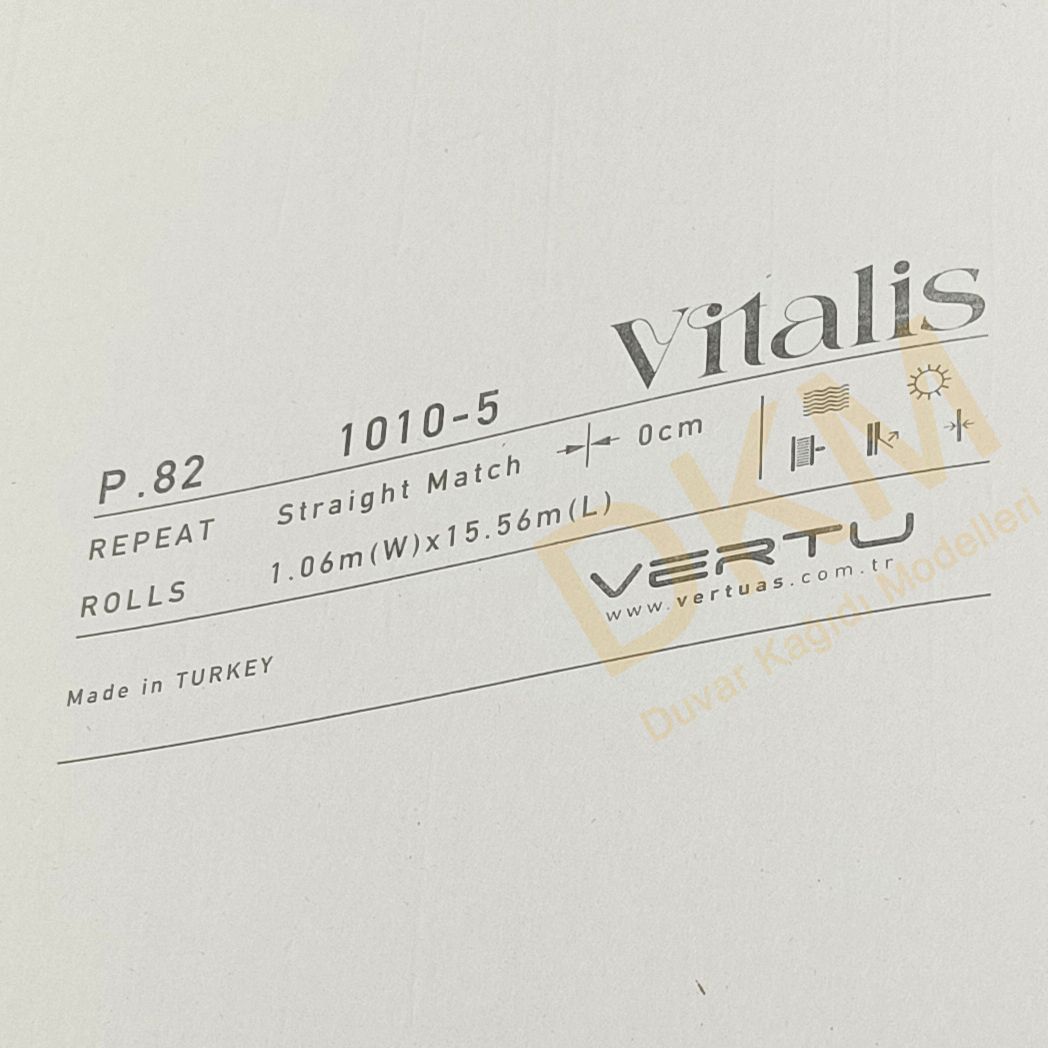 Vitalis
P.82 1010-5
REPEAT Straight Match 0cm
ROLLS 1.06m(W)x15.56m(L)
VERTU
www.vertuas.com.tr
Made in TURKEY
DKM
Duvar Kağıdı Modelleri